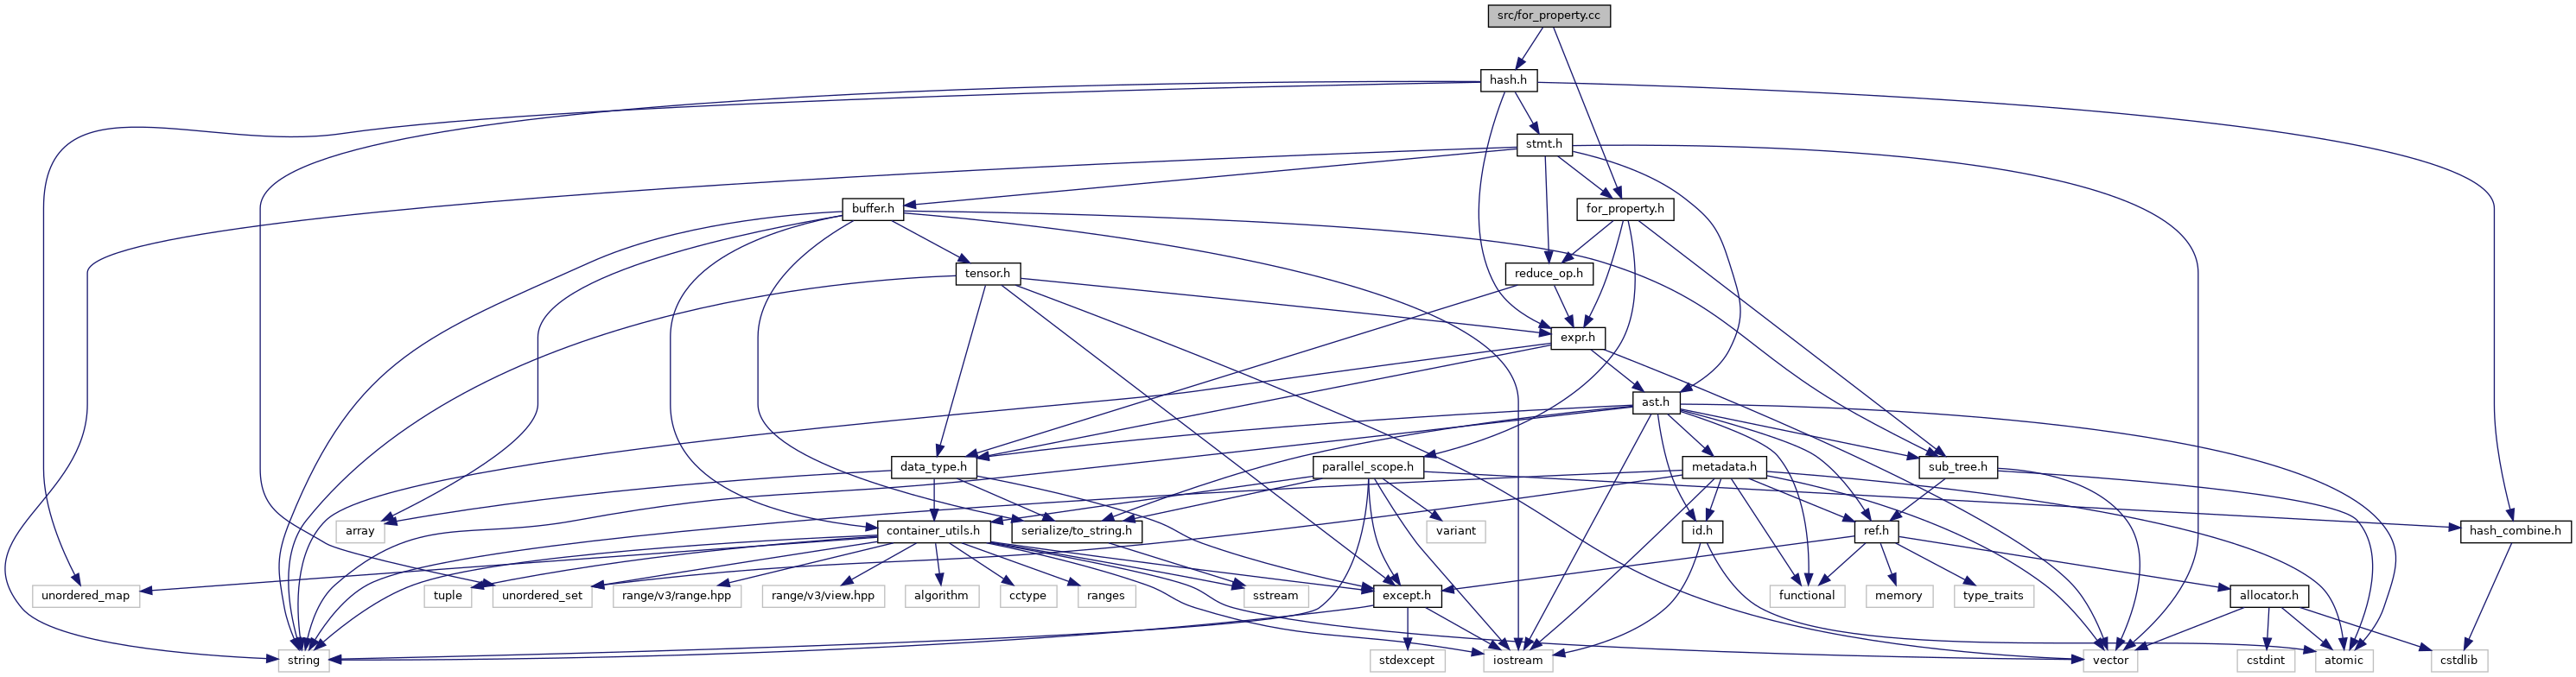 src/for_property.cc
hash.h
stmt.h
buffer.h
for_property.h
tensor.h
reduce_op.h
expr.h
ast.h
data_type.h
parallel_scope.h
metadata.h
sub_tree.h
array
container_utils.h
serialize/to_string.h
variant
id.h
ref.h
hash_combine.h
unordered_map
tuple
unordered_set
range/v3/range.hpp
range/v3/view.hpp
algorithm
cctype
ranges
sstream
except.h
functional
memory
type_traits
allocator.h
string
stdexcept
iostream
vector
cstdint
atomic
cstdlib